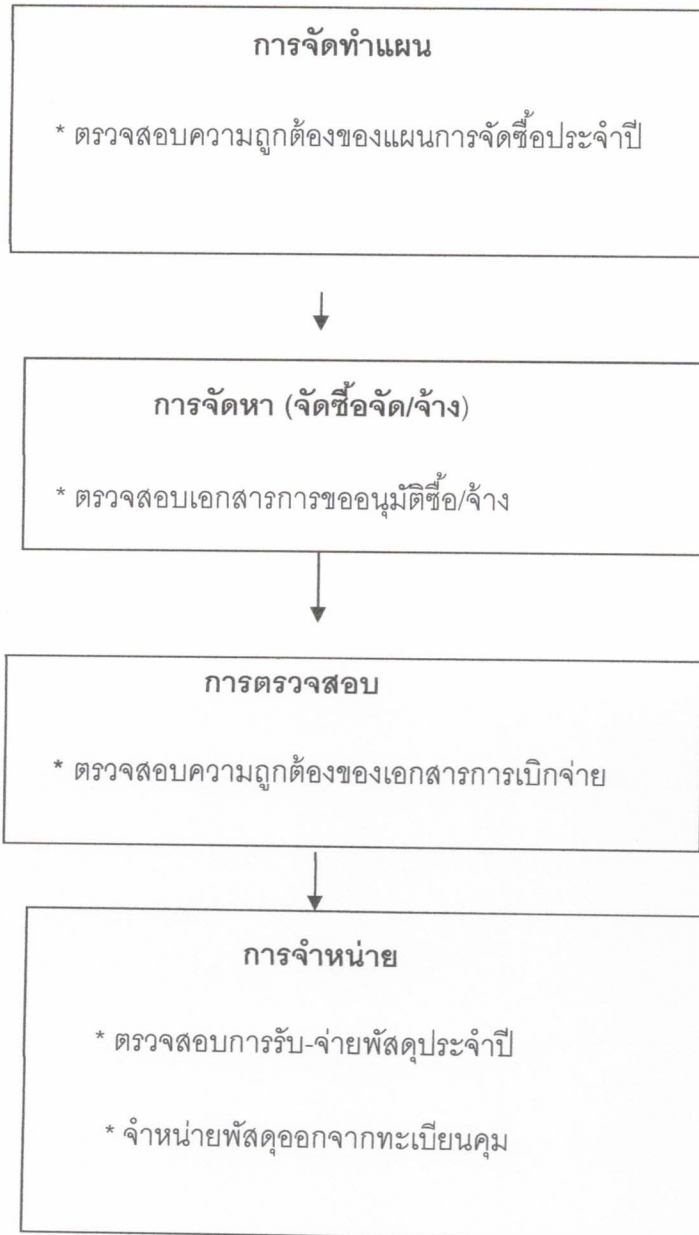 การจัดทำแผน
* ตรวจสอบความถูกต้องของแผนการจัดซื้อประจำปี
การจัดหา (จัดซื้อจัด/จ้าง)
* ตรวจสอบเอกสารการขออนุมัติซื้อ/จ้าง
การตรวจสอบ
* ตรวจสอบความถูกต้องของเอกสารการเบิกจ่าย
การจำหน่าย
* ตรวจสอบการรับ-จ่ายพัสดุประจำปี
* จำหน่ายพัสดุออกจากทะเบียนคุม